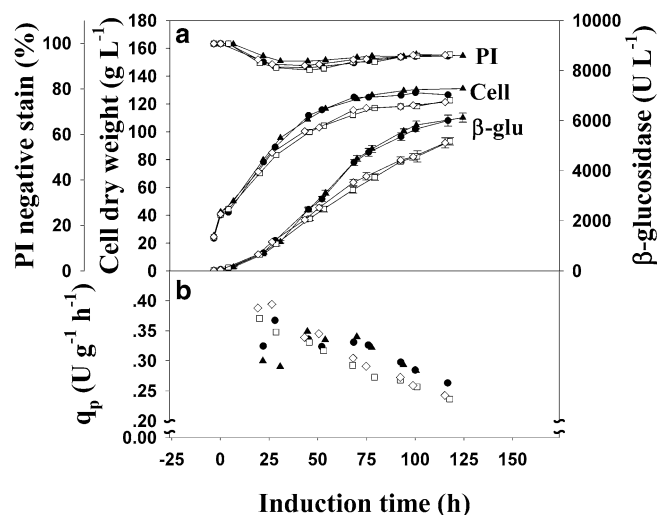 a
PI negative stain (%)
100
80
60
40
20
0
Cell dry weight (g L-1)
180
160
140
120
100
80
60
40
20
0
PI
Cell
β-glu
10000
8000
6000
4000
2000
0
β-glucosidase (U L-1)
b
qp (U g-1 h-1)
.40
.35
.30
.25
.20
0.00
-25 0 25 50 75 100 125 150
Induction time (h)